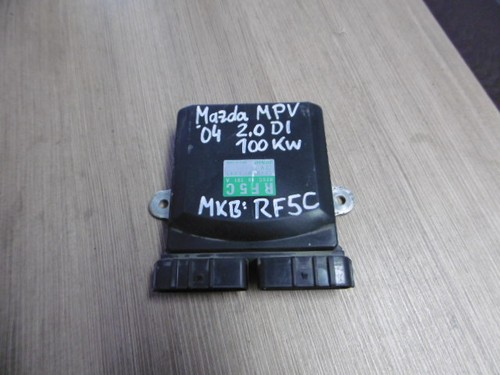 Mazda MPV
'04 2.0 DI
100 Kw
RF5C
MKB: RF5C